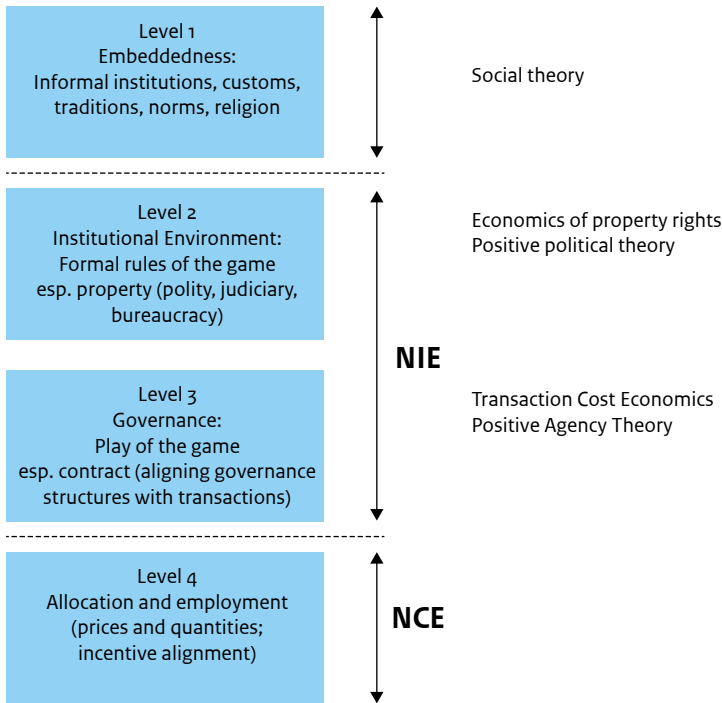 Level 1
Embeddedness:
Informal institutions, customs,
traditions, norms, religion
Social theory
Level 2
Institutional Environment:
Formal rules of the game
esp. property (polity, judiciary,
bureaucracy)
Economics of property rights
Positive political theory
NIE
Level 3
Governance:
Play of the game
esp. contract (aligning governance
structures with transactions)
Transaction Cost Economics
Positive Agency Theory
Level 4
Allocation and employment
(prices and quantities;
incentive alignment)
NCE